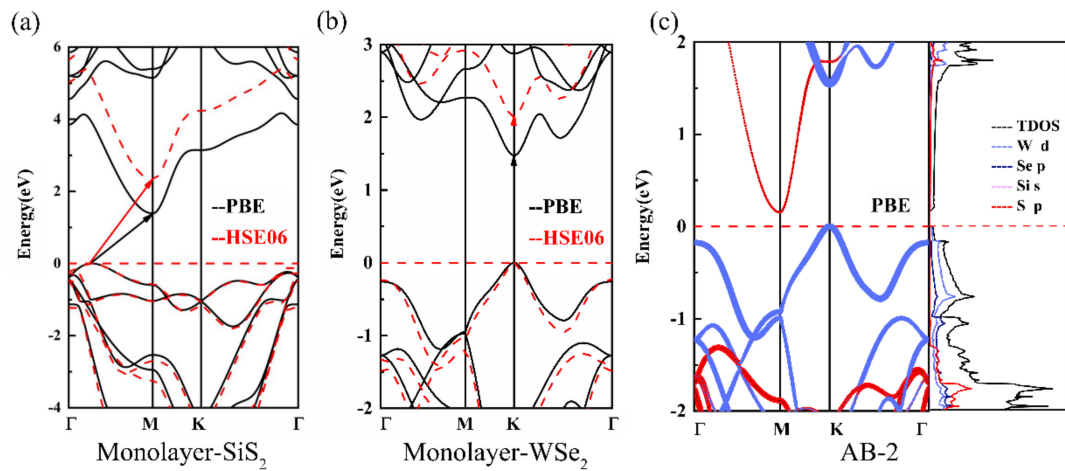 (a)
6
4
2
0
-2
-4
Energy(eV)
--PBE
--HSE06
Γ M K Γ
Monolayer-SiS2
(b)
3
2
1
0
-1
-2
Energy(eV)
--PBE
--HSE06
Γ M K Γ
Monolayer-WSe2
(c)
2
1
0
-1
-2
Energy(eV)
PBE
Γ M K Γ
AB-2
TDOS
W d
Se p
Si s
S p